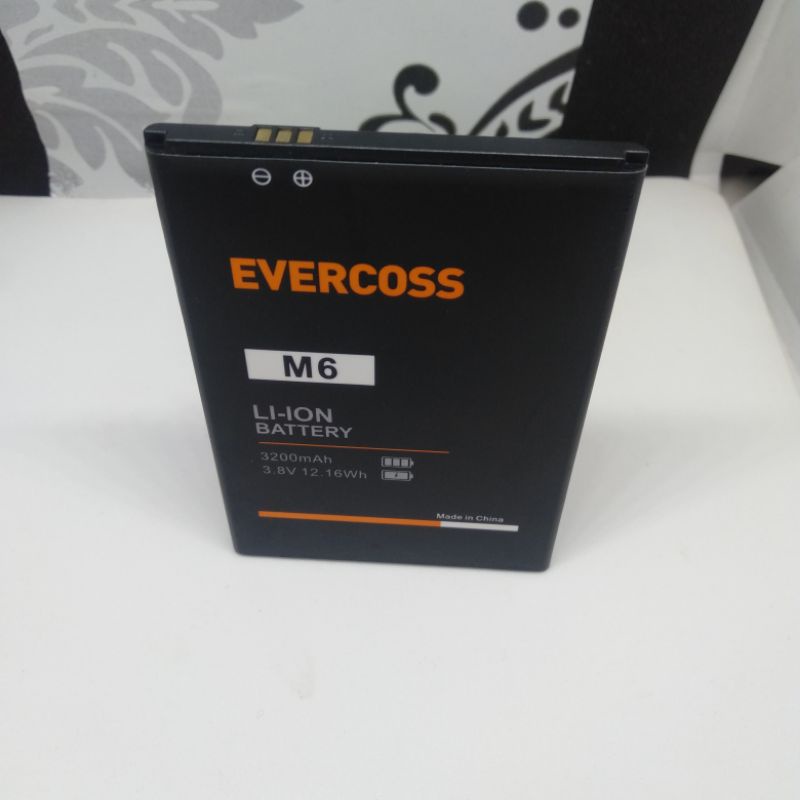 ⊖ ⊕
EVERCOSS
M6
LI-ION
BATTERY
3200mAh
3.8V 12.16Wh
Made in China